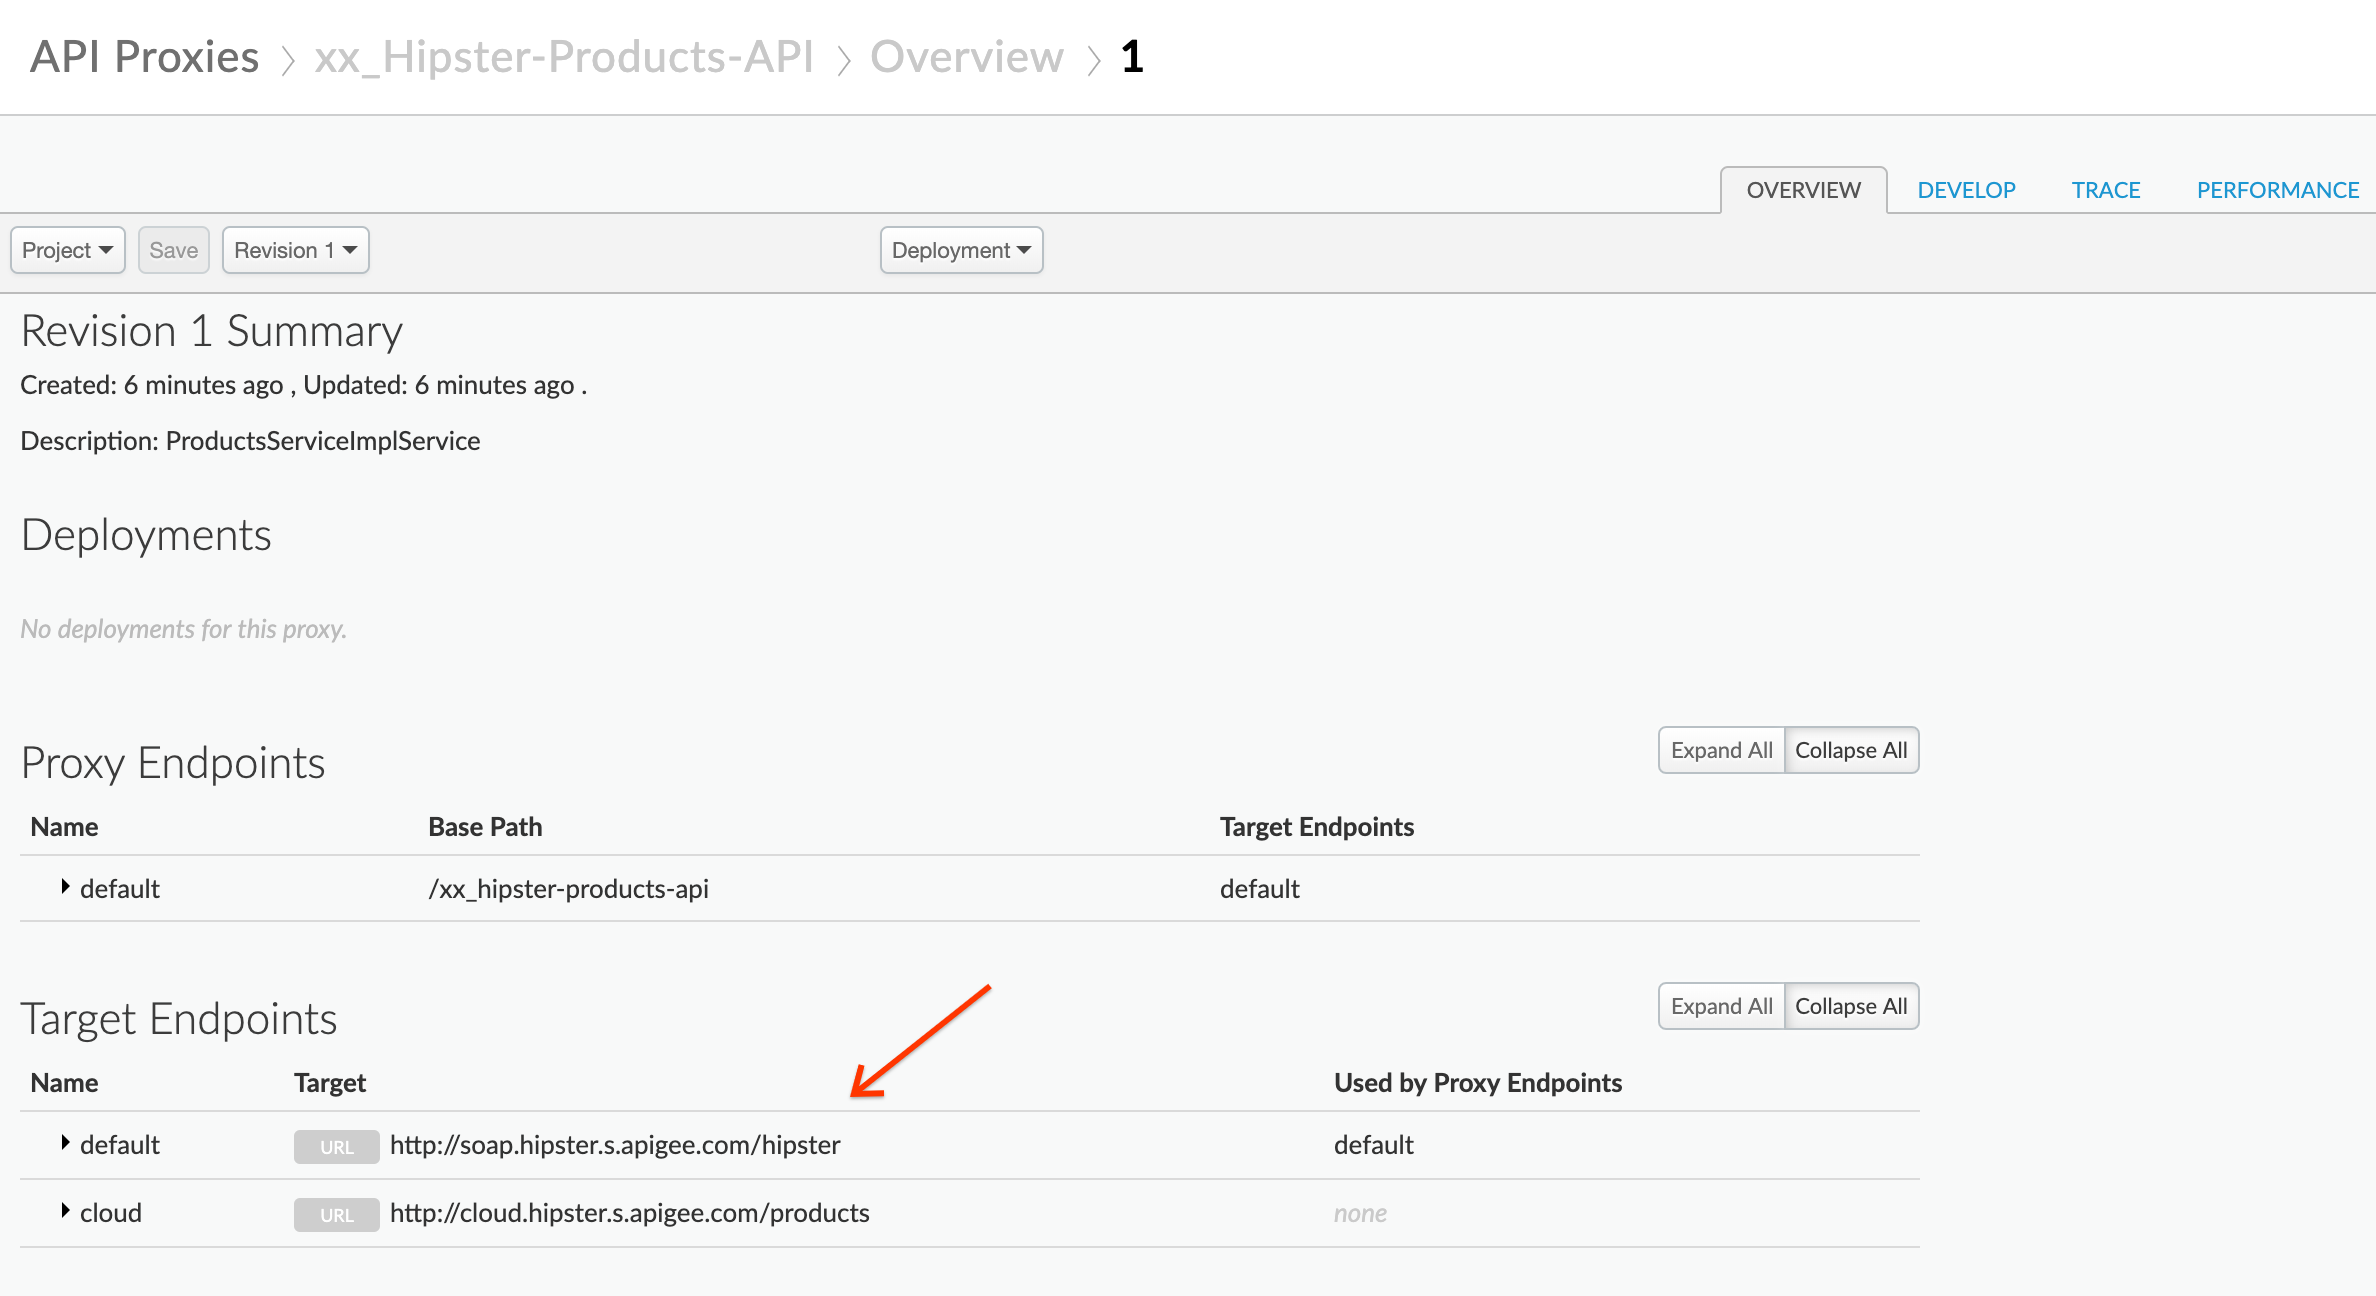 API Proxies > xx_Hipster-Products-API > Overview > 1
OVERVIEW DEVELOP TRACE PERFORMANCE
Project Save Revision 1 Deployment
Revision 1 Summary
Created: 6 minutes ago , Updated: 6 minutes ago .
Description: ProductsServiceImplService
Deployments
No deployments for this proxy.
Proxy Endpoints Expand All Collapse All
Name Base Path Target Endpoints
default /xx_hipster-products-api default
Target Endpoints Expand All Collapse All
Name Target Used by Proxy Endpoints
default URL http://soap.hipster.s.apigee.com/hipster default
cloud URL http://cloud.hipster.s.apigee.com/products none